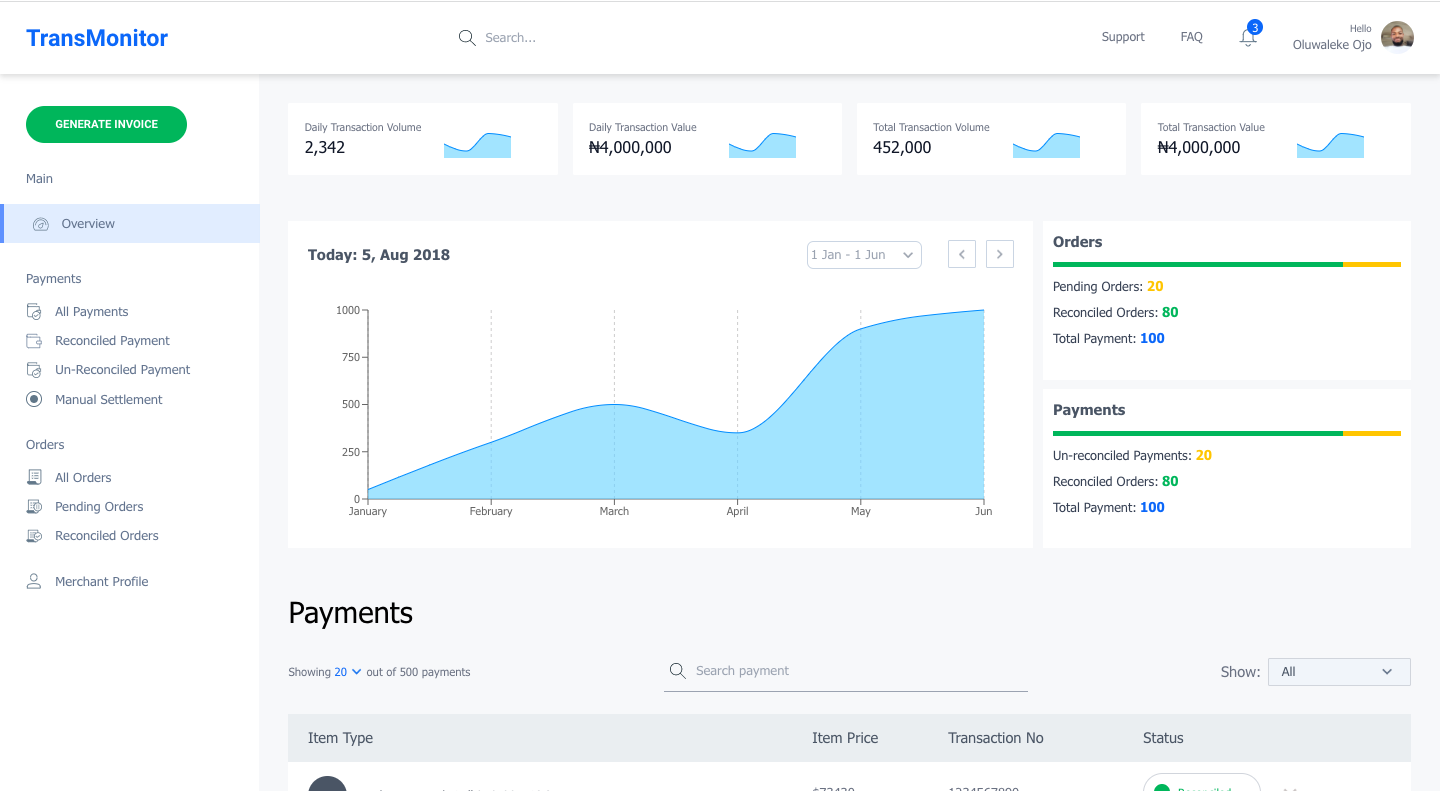 TransMonitor
Search...
Support
FAQ
3
Hello
Oluwaleke Ojo
GENERATE INVOICE
Main
Overview
Payments
All Payments
Reconciled Payment
Un-Reconciled Payment
Manual Settlement
Orders
All Orders
Pending Orders
Reconciled Orders
Merchant Profile
Daily Transaction Volume
2,342
Daily Transaction Value
₦4,000,000
Total Transaction Volume
452,000
Total Transaction Value
₦4,000,000
Today: 5, Aug 2018
1 Jan - 1 Jun
1000
750
500
250
0
January February March April May Jun
Orders
Pending Orders: 20
Reconciled Orders: 80
Total Payment: 100
Payments
Un-reconciled Payments: 20
Reconciled Orders: 80
Total Payment: 100
Payments
Showing 20 out of 500 payments
Search payment
Show: All
Item Type Item Price Transaction No Status